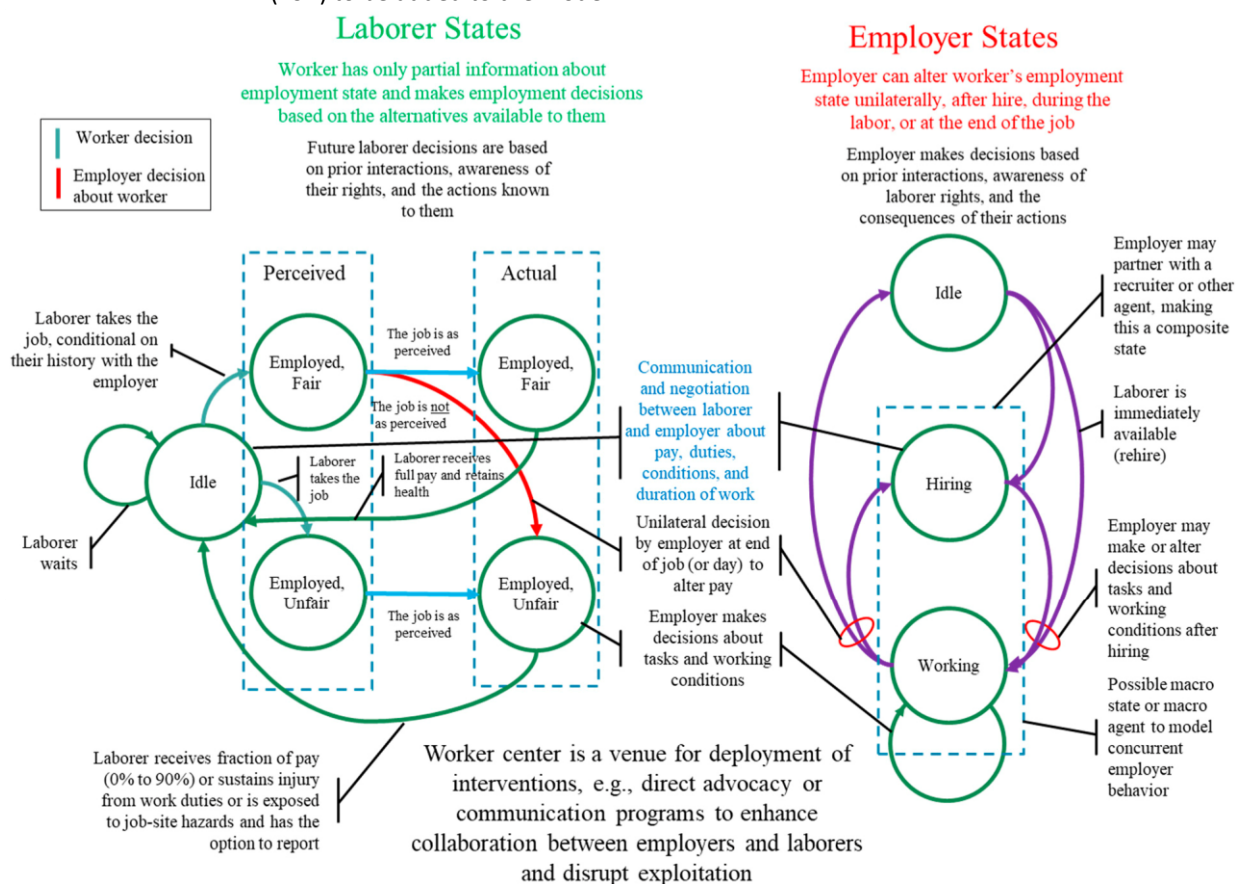 Laborer States
Worker has only partial information about
employment state and makes employment decisions
based on the alternatives available to them
Future laborer decisions are based
on prior interactions, awareness of
their rights, and the actions known
to them
Employer States
Employer can alter worker's employment
state unilaterally, after hire, during the
labor, or at the end of the job
Employer makes decisions based
on prior interactions, awareness of
laborer rights, and the
consequences of their actions
Worker decision
Employer decision
about worker
Perceived
Actual
Laborer takes the
job, conditional on
their history with the
employer
Employed,
Fair
The job is as
perceived
Employed,
Fair
The job is not
as perceived
Idle
Laborer
takes the
job
Laborer receives
full pay and retains
health
Laborer
waits
Employed,
Unfair
The job is as
perceived
Employed,
Unfair
Laborer receives fraction of pay
(0% to 90%) or sustains injury
from work duties or is exposed
to job-site hazards and has the
option to report
Communication
and negotiation
between laborer
and employer about
pay, duties,
conditions, and
duration of work
Unilateral decision
by employer at end
of job (or day) to
alter pay
Employer makes
decisions about
tasks and working
conditions
Idle
Hiring
Working
Employer may
partner with a
recruiter or other
agent, making
this a composite
state
Laborer is
immediately
available
(rehire)
Employer may
make or alter
decisions about
tasks and
working
conditions after
hiring
Possible macro
state or macro
agent to model
concurrent
employer
behavior
Worker center is a venue for deployment of
interventions, e.g., direct advocacy or
communication programs to enhance
collaboration between employers and laborers
and disrupt exploitation